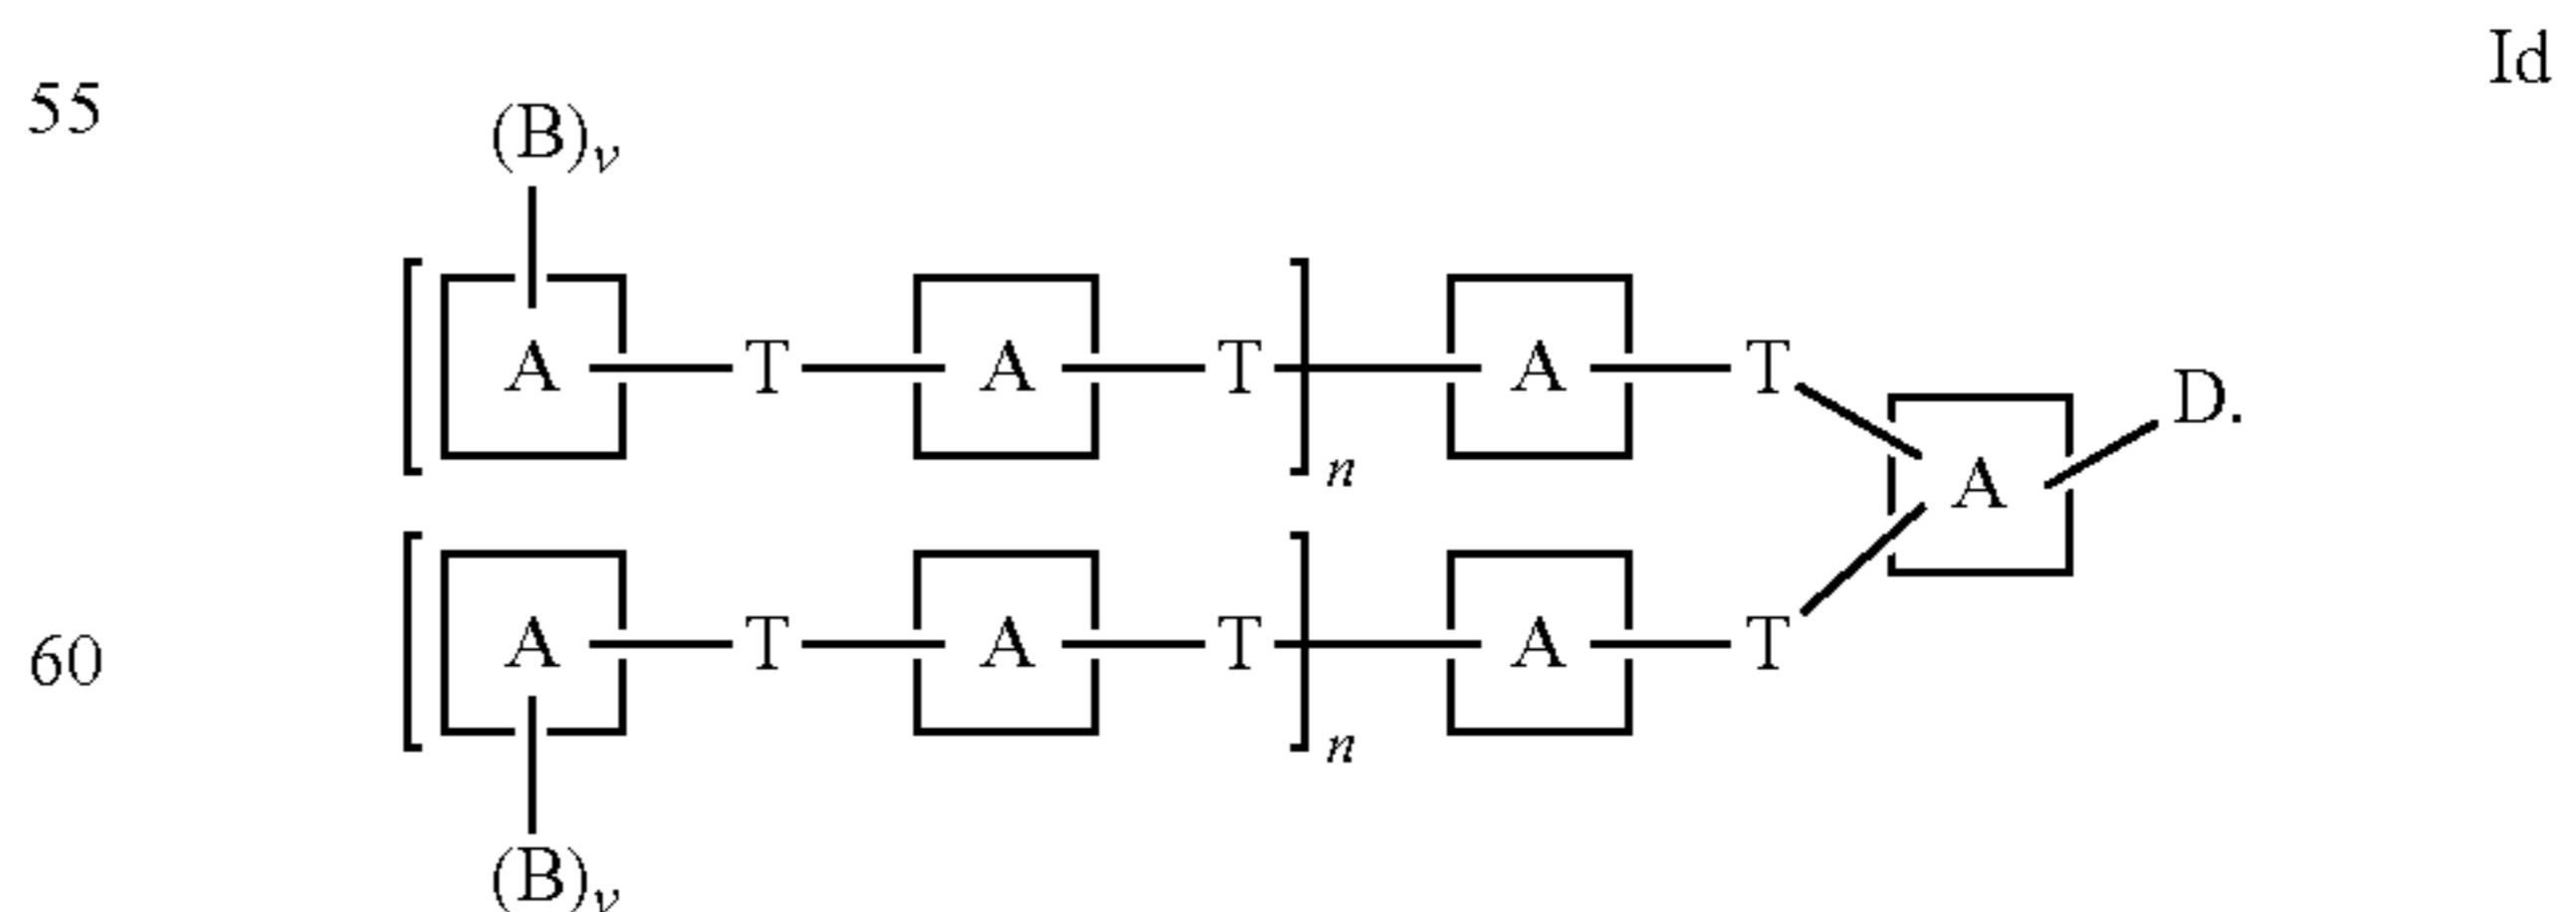 Id
55
(B)v
A T A T n A T
A D.
60
A T A T n A T
(B)v